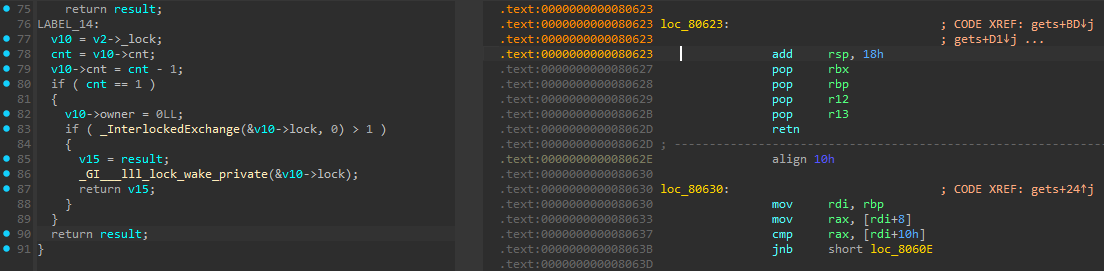 75 return result;
76 LABEL_14:
77 v10 = v2->_lock;
78 cnt = v10->cnt;
79 v10->cnt = cnt - 1;
80 if ( cnt == 1 )
81 {
82 v10->owner = 0LL;
83 if ( _InterlockedExchange(&v10->lock, 0) > 1 )
84 {
85 v15 = result;
86 _GI___lll_lock_wake_private(&v10->lock);
87 return v15;
88 }
89 }
90 return result;
91 }
.text:0000000000080623
.text:0000000000080623 loc_80623: ; CODE XREF: gets+BD↓j
.text:0000000000080623 ; gets+D1↓j ...
.text:0000000000080623 add rsp, 18h
.text:0000000000080627 pop rbx
.text:0000000000080628 pop rbp
.text:0000000000080629 pop r12
.text:000000000008062B pop r13
.text:000000000008062D retn
.text:000000000008062D ; ---------------------------------------------------------------
.text:000000000008062E align 10h
.text:0000000000080630
.text:0000000000080630 loc_80630: ; CODE XREF: gets+24↑j
.text:0000000000080630 mov rdi, rbp
.text:0000000000080633 mov rax, [rdi+8]
.text:0000000000080637 cmp rax, [rdi+10h]
.text:000000000008063B jnb short loc_8060E
.text:000000000008063D